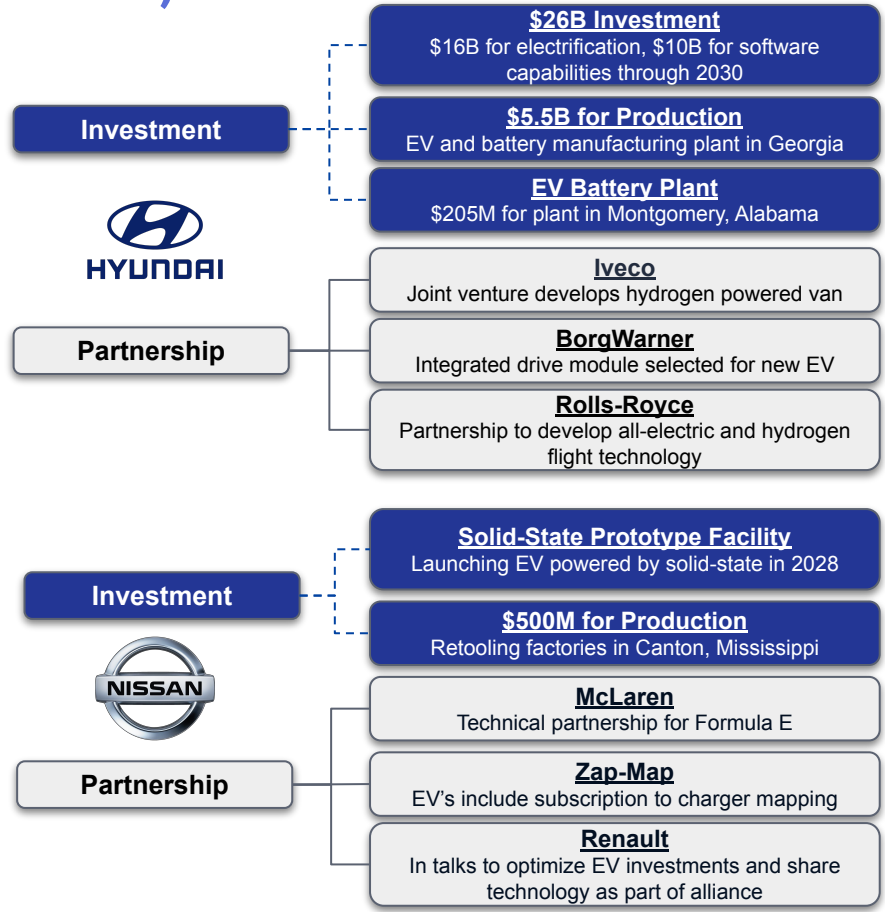 $26B Investment
$16B for electrification, $10B for software
capabilities through 2030
Investment
$5.5B for Production
EV and battery manufacturing plant in Georgia
EV Battery Plant
$205M for plant in Montgomery, Alabama
HYUNDAI
Iveco
Joint venture develops hydrogen powered van
Partnership
BorgWarner
Integrated drive module selected for new EV
Rolls-Royce
Partnership to develop all-electric and hydrogen
flight technology
Solid-State Prototype Facility
Launching EV powered by solid-state in 2028
Investment
$500M for Production
Retooling factories in Canton, Mississippi
NISSAN
McLaren
Technical partnership for Formula E
Partnership
Zap-Map
EV's include subscription to charger mapping
Renault
In talks to optimize EV investments and share
technology as part of alliance